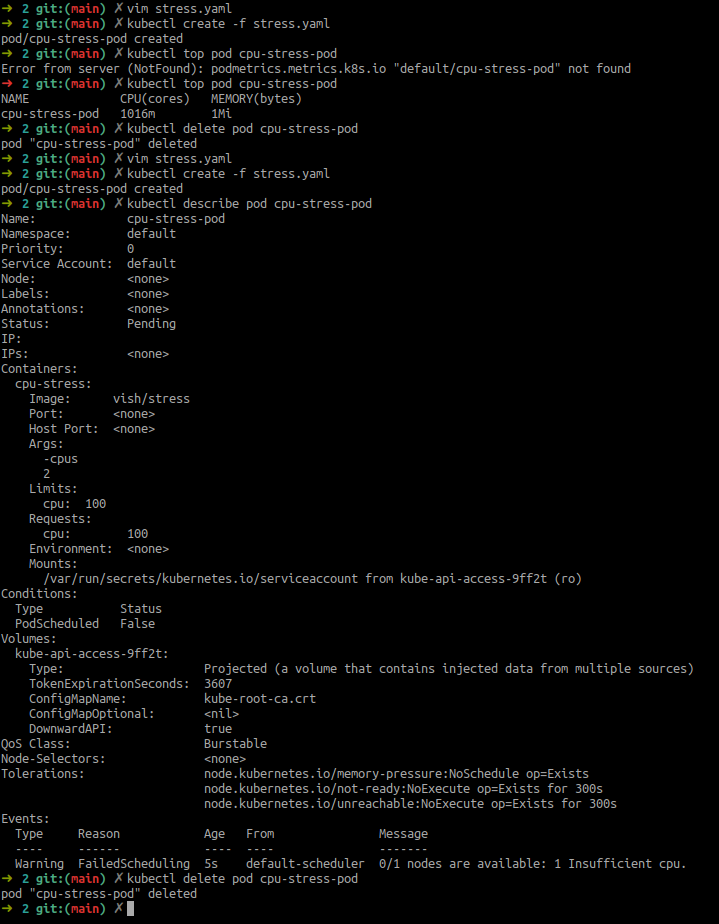 ➜ 2 git:(main) ✗ vim stress.yaml
➜ 2 git:(main) ✗ kubectl create -f stress.yaml
pod/cpu-stress-pod created
➜ 2 git:(main) ✗ kubectl top pod cpu-stress-pod
Error from server (NotFound): podmetrics.metrics.k8s.io "default/cpu-stress-pod" not found
➜ 2 git:(main) ✗ kubectl top pod cpu-stress-pod
NAME             CPU(cores)   MEMORY(bytes)
cpu-stress-pod   1016m        1Mi
➜ 2 git:(main) ✗ kubectl delete pod cpu-stress-pod
pod "cpu-stress-pod" deleted
➜ 2 git:(main) ✗ vim stress.yaml
➜ 2 git:(main) ✗ kubectl create -f stress.yaml
pod/cpu-stress-pod created
➜ 2 git:(main) ✗ kubectl describe pod cpu-stress-pod
Name:             cpu-stress-pod
Namespace:        default
Priority:         0
Service Account:  default
Node:             <none>
Labels:           <none>
Annotations:      <none>
Status:           Pending
IP:
IPs:              <none>
Containers:
  cpu-stress:
    Image:      vish/stress
    Port:       <none>
    Host Port:  <none>
    Args:
      -cpus
      2
    Limits:
      cpu:  100
    Requests:
      cpu:        100
    Environment:  <none>
    Mounts:
      /var/run/secrets/kubernetes.io/serviceaccount from kube-api-access-9ff2t (ro)
Conditions:
  Type           Status
  PodScheduled   False
Volumes:
  kube-api-access-9ff2t:
    Type:                    Projected (a volume that contains injected data from multiple sources)
    TokenExpirationSeconds:  3607
    ConfigMapName:           kube-root-ca.crt
    ConfigMapOptional:       <nil>
    DownwardAPI:             true
QoS Class:                   Burstable
Node-Selectors:              <none>
Tolerations:                 node.kubernetes.io/memory-pressure:NoSchedule op=Exists
                             node.kubernetes.io/not-ready:NoExecute op=Exists for 300s
                             node.kubernetes.io/unreachable:NoExecute op=Exists for 300s
Events:
  Type     Reason            Age   From               Message
  ----     ------            ----  ----               -------
  Warning  FailedScheduling  5s    default-scheduler  0/1 nodes are available: 1 Insufficient cpu.
➜ 2 git:(main) ✗ kubectl delete pod cpu-stress-pod
pod "cpu-stress-pod" deleted
➜ 2 git:(main) ✗